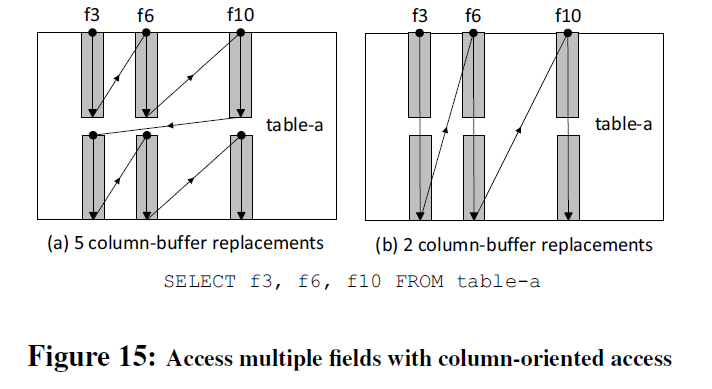 f3 f6 f10 f3 f6 f10
table-a table-a
(a) 5 column-buffer replacements (b) 2 column-buffer replacements
SELECT f3, f6, f10 FROM table-a
Figure 15: Access multiple fields with column-oriented access